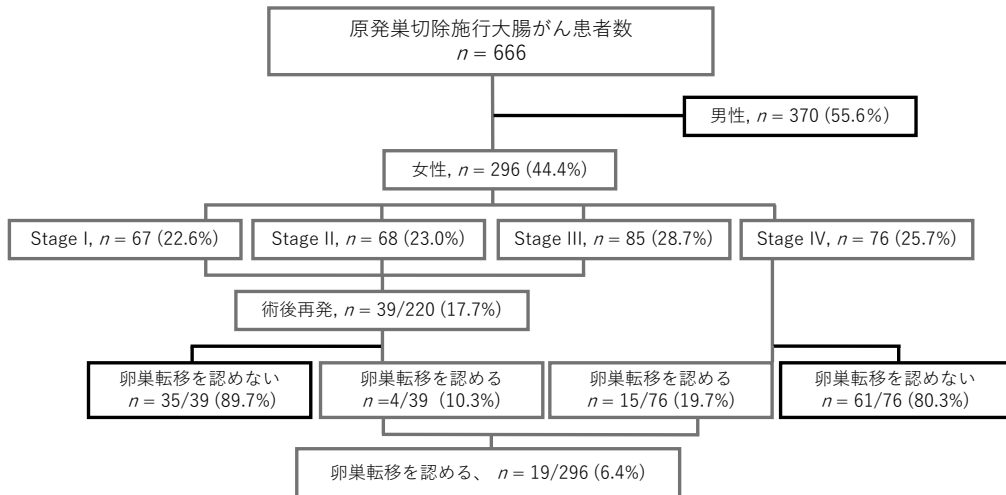 原発巣切除施行大腸がん患者数
n = 666
男性, n = 370 (55.6%)
女性, n = 296 (44.4%)
Stage I, n = 67 (22.6%)
Stage II, n = 68 (23.0%)
Stage III, n = 85 (28.7%)
Stage IV, n = 76 (25.7%)
術後再発, n = 39/220 (17.7%)
卵巣転移を認めない
n = 35/39 (89.7%)
卵巣転移を認める
n =4/39 (10.3%)
卵巣転移を認める
n = 15/76 (19.7%)
卵巣転移を認めない
n = 61/76 (80.3%)
卵巣転移を認める、 n = 19/296 (6.4%)